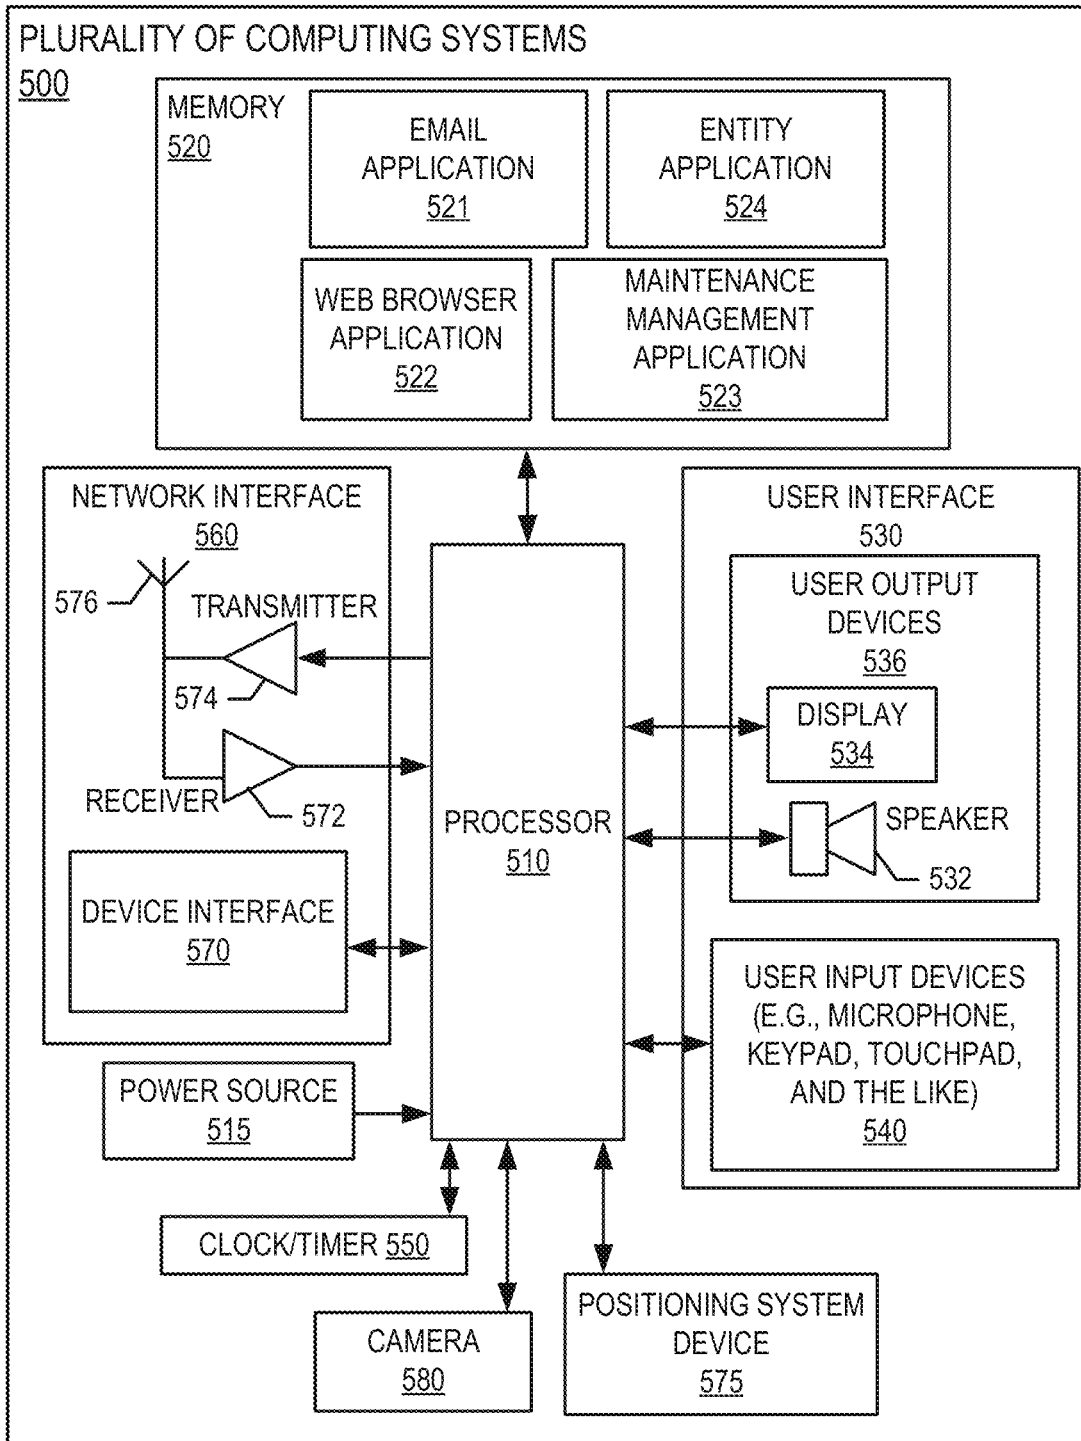 PLURALITY OF COMPUTING SYSTEMS
500
MEMORY
520
EMAIL
APPLICATION
521
ENTITY
APPLICATION
524
WEB BROWSER
APPLICATION
522
MAINTENANCE
MANAGEMENT
APPLICATION
523
NETWORK INTERFACE
560
576
TRANSMITTER
574
RECEIVER
572
DEVICE INTERFACE
570
PROCESSOR
510
USER INTERFACE
530
USER OUTPUT
DEVICES
536
DISPLAY
534
SPEAKER
532
USER INPUT DEVICES
(E.G., MICROPHONE,
KEYPAD, TOUCHPAD,
AND THE LIKE)
540
POWER SOURCE
515
CLOCK/TIMER 550
CAMERA
580
POSITIONING SYSTEM
DEVICE
575